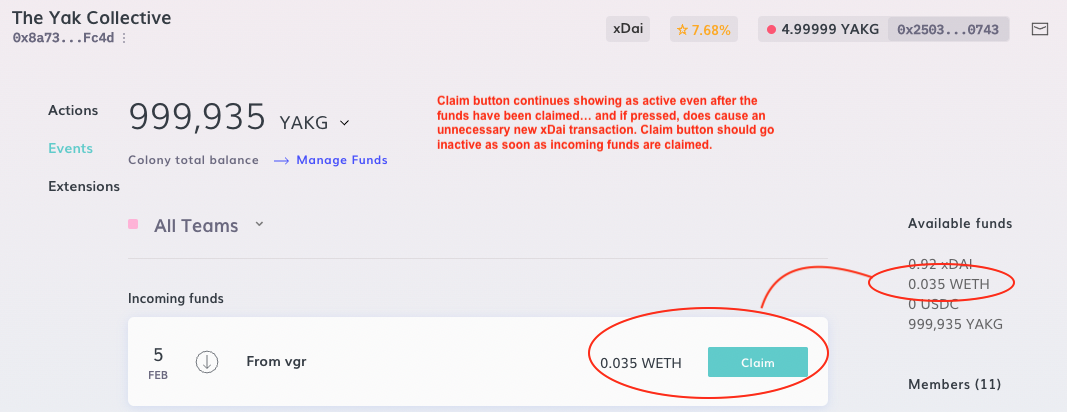 The Yak Collective
0x8a73...Fc4d
xDai
7.68%
4.99999 YAKG
0x2503...0743
Actions
Events
Extensions
999,935 YAKG
Colony total balance
Manage Funds
Claim button continues showing as active even after the
funds have been claimed... and if pressed, does cause an
unnecessary new xDai transaction. Claim button should go
inactive as soon as incoming funds are claimed.
All Teams
Available funds
0.92 xDAI
0.035 WETH
0 USDC
999,935 YAKG
Incoming funds
5
FEB
From vgr
0.035 WETH
Claim
Members (11)